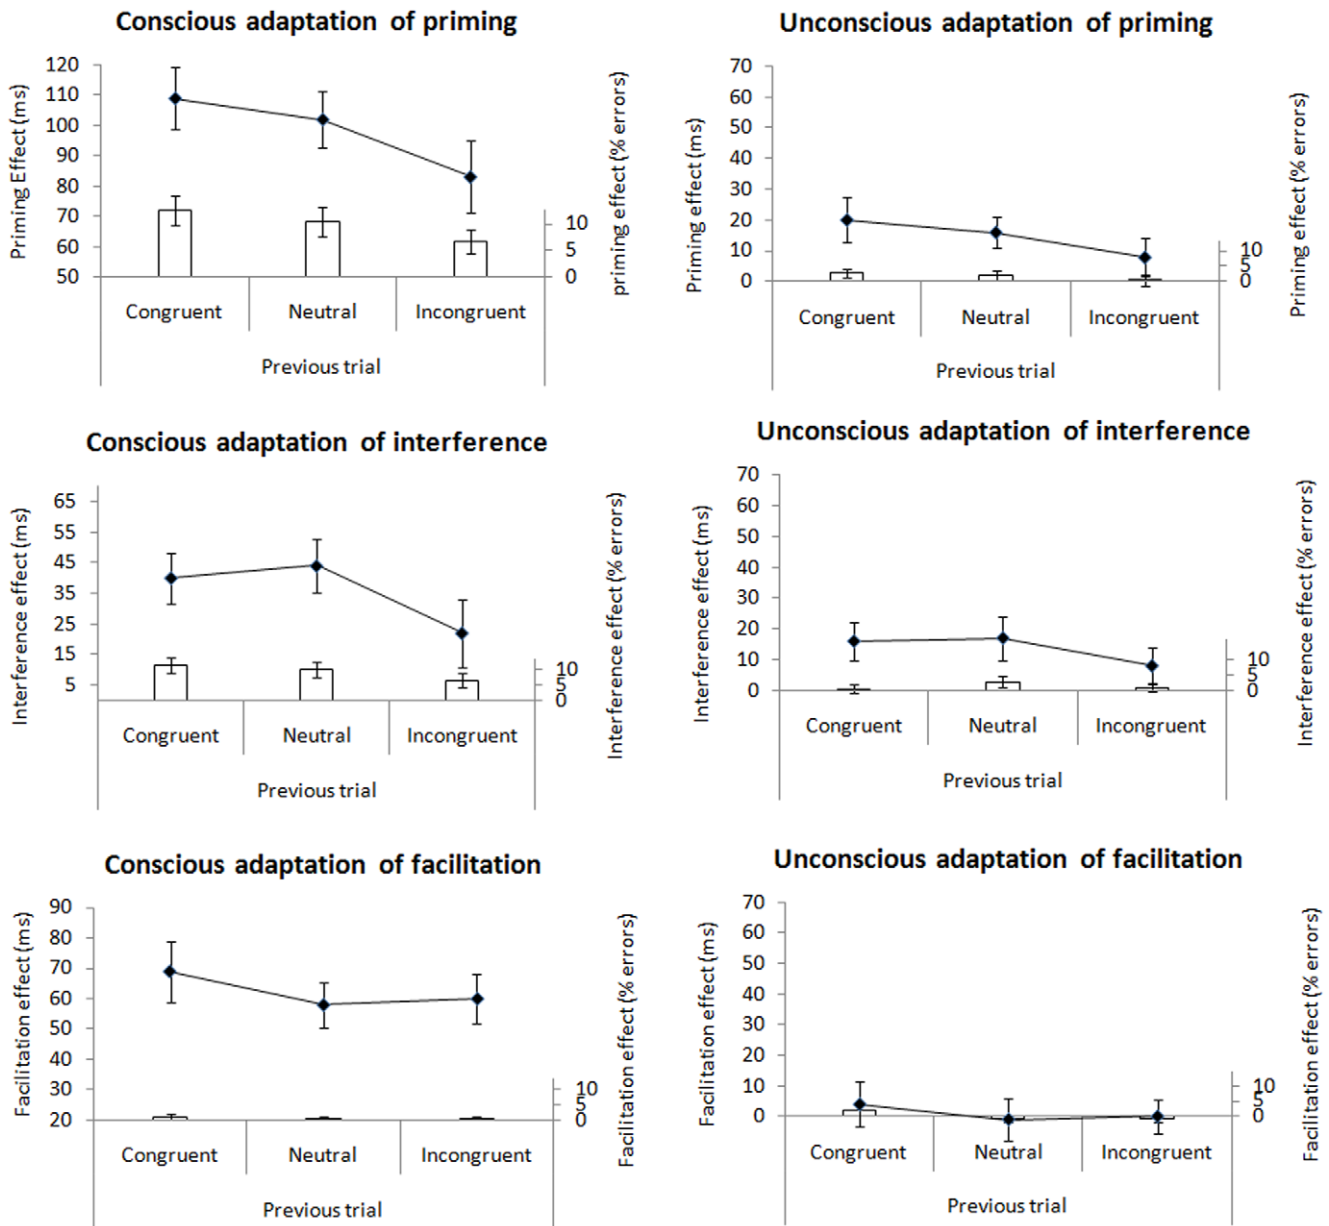 Conscious adaptation of priming
Priming Effect (ms)
120
110
100
90
80
70
60
50
10
5
0
priming effect (% errors)
Congruent Neutral Incongruent
Previous trial
Unconscious adaptation of priming
Priming effect (ms)
70
60
50
40
30
20
10
0
10
5
0
Priming effect (% errors)
Congruent Neutral Incongruent
Previous trial
Conscious adaptation of interference
Interference effect (ms)
65
55
45
35
25
15
5
10
5
0
Interference effect (% errors)
Congruent Neutral Incongruent
Previous trial
Unconscious adaptation of interference
Interference effect (ms)
70
60
50
40
30
20
10
0
10
5
0
Interference effect (% errors)
Congruent Neutral Incongruent
Previous trial
Conscious adaptation of facilitation
Facilitation effect (ms)
90
80
70
60
50
40
30
20
10
5
0
Facilitation effect (% errors)
Congruent Neutral Incongruent
Previous trial
Unconscious adaptation of facilitation
Facilitation effect (ms)
70
60
50
40
30
20
10
0
10
5
0
Facilitation effect (% errors)
Congruent Neutral Incongruent
Previous trial